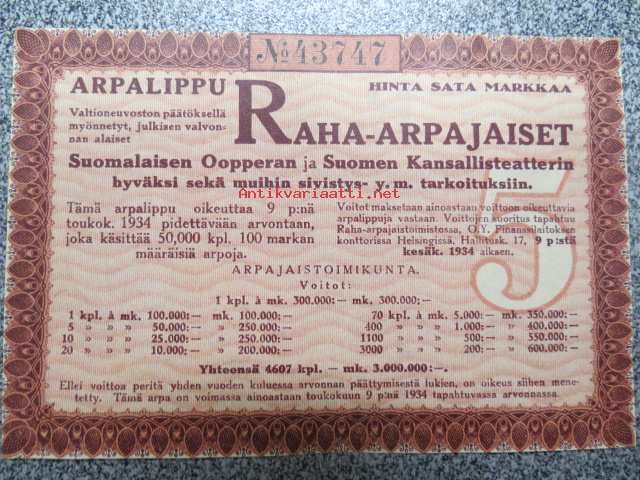 № 43747
ARPALIPPU
HINTA SATA MARKKAA
Valtioneuvoston päätöksellä
myönnetyt, julkisen valvon-
nan alaiset
RAHA-ARPAJAISET
Suomalaisen Oopperan ja Suomen Kansallisteatterin
hyväksi sekä muihin sivistys- y. m. tarkoituksiin.
Antikvariaatti.net
Tämä arpalippu oikeuttaa 9 p:nä
toukok. 1934 pidettävään arvontaan,
joka käsittää 50,000 kpl. 100 markan
määräisiä arpoja.
Voitot maksetaan ainoastaan voittoon oikeuttavia
arpalippuja vastaan. Voittojen suoritus tapahtuu
Raha-arpajaistoimistossa, O.Y. Finanssilaitoksen
konttorissa Helsingissä, Hallitusk. 17, 9 p:stä
kesäk. 1934 alkaen.
5
ARPAJAISTOIMIKUNTA.
Voitot:
1 kpl. à mk. 300.000:— mk. 300.000:—
1 kpl. à mk. 100.000:— mk. 100.000:— 70 kpl. à mk. 5.000:— mk. 350.000:—
5 » » » 50.000:— » 250.000:— 400 » » » 1.000:— » 400.000:—
10 » » » 25.000:— » 250.000:— 1100 » » » 500:— » 550.000:—
20 » » » 10.000:— » 200.000:— 3000 » » » 200:— » 600.000:—
Yhteensä 4607 kpl. — mk. 3.000.000:—.
Ellei voittoa peritä yhden vuoden kuluessa arvonnan päättymisestä lukien, on oikeus siihen mene-
tetty. Tämä arpa on voimassa ainoastaan toukokuun 9 p:nä 1934 tapahtuvassa arvonnassa.